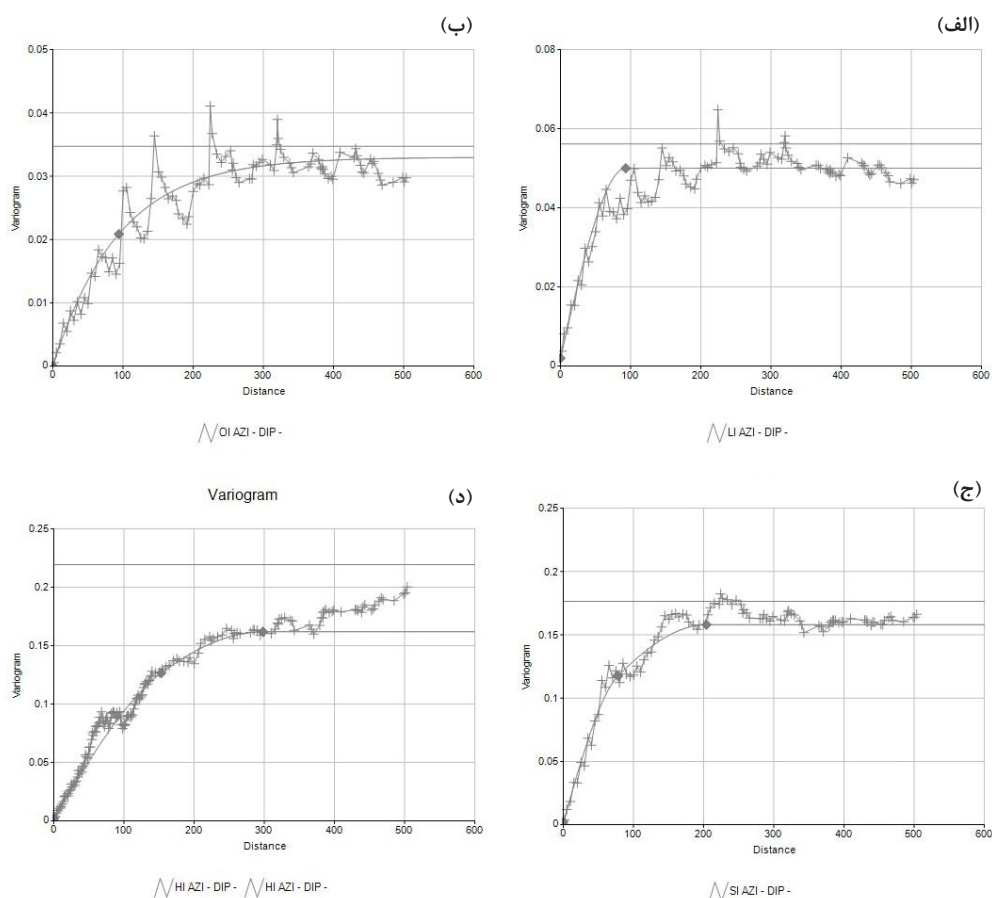 (ب)
0.05
0.04
0.03
0.02
0.01
0
Variogram
0 100 200 300 400 500 600
Distance
OI AZI - DIP -
(الف)
0.08
0.06
0.04
0.02
0
Variogram
0 100 200 300 400 500 600
Distance
LI AZI - DIP -
Variogram
(د)
0.25
0.2
0.15
0.1
0.05
0
Variogram
0 100 200 300 400 500 600
Distance
HI AZI - DIP - HI AZI - DIP -
(ج)
0.25
0.2
0.15
0.1
0.05
0
Variogram
0 100 200 300 400 500 600
Distance
SI AZI - DIP -